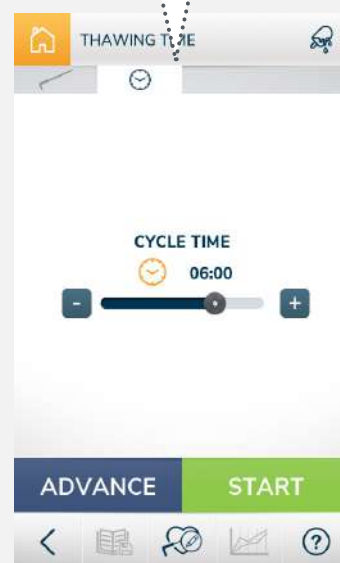 THAWING TIME
CYCLE TIME
06:00
-
+
ADVANCE
START
?